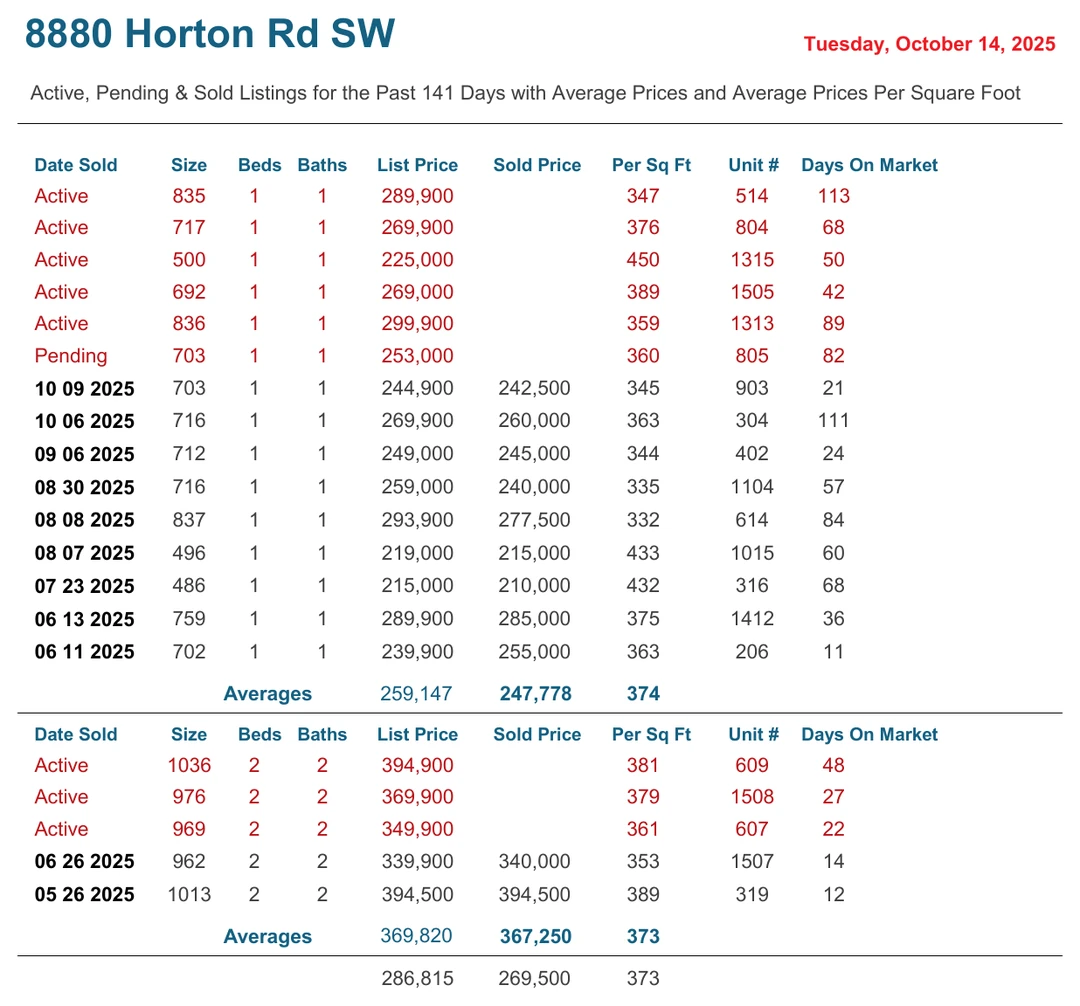 8880 Horton Rd SW
Tuesday, October 14, 2025
Active, Pending & Sold Listings for the Past 141 Days with Average Prices and Average Prices Per Square Foot
Date Sold Size Beds Baths List Price Sold Price Per Sq Ft Unit # Days On Market
Active 835 1 1 289,900 347 514 113
Active 717 1 1 269,900 376 804 68
Active 500 1 1 225,000 450 1315 50
Active 692 1 1 269,000 389 1505 42
Active 836 1 1 299,900 359 1313 89
Pending 703 1 1 253,000 360 805 82
10 09 2025 703 1 1 244,900 242,500 345 903 21
10 06 2025 716 1 1 269,900 260,000 363 304 111
09 06 2025 712 1 1 249,000 245,000 344 402 24
08 30 2025 716 1 1 259,000 240,000 335 1104 57
08 08 2025 837 1 1 293,900 277,500 332 614 84
08 07 2025 496 1 1 219,000 215,000 433 1015 60
07 23 2025 486 1 1 215,000 210,000 432 316 68
06 13 2025 759 1 1 289,900 285,000 375 1412 36
06 11 2025 702 1 1 239,900 255,000 363 206 11
Averages 259,147 247,778 374
Date Sold Size Beds Baths List Price Sold Price Per Sq Ft Unit # Days On Market
Active 1036 2 2 394,900 381 609 48
Active 976 2 2 369,900 379 1508 27
Active 969 2 2 349,900 361 607 22
06 26 2025 962 2 2 339,900 340,000 353 1507 14
05 26 2025 1013 2 2 394,500 394,500 389 319 12
Averages 369,820 367,250 373
286,815 269,500 373